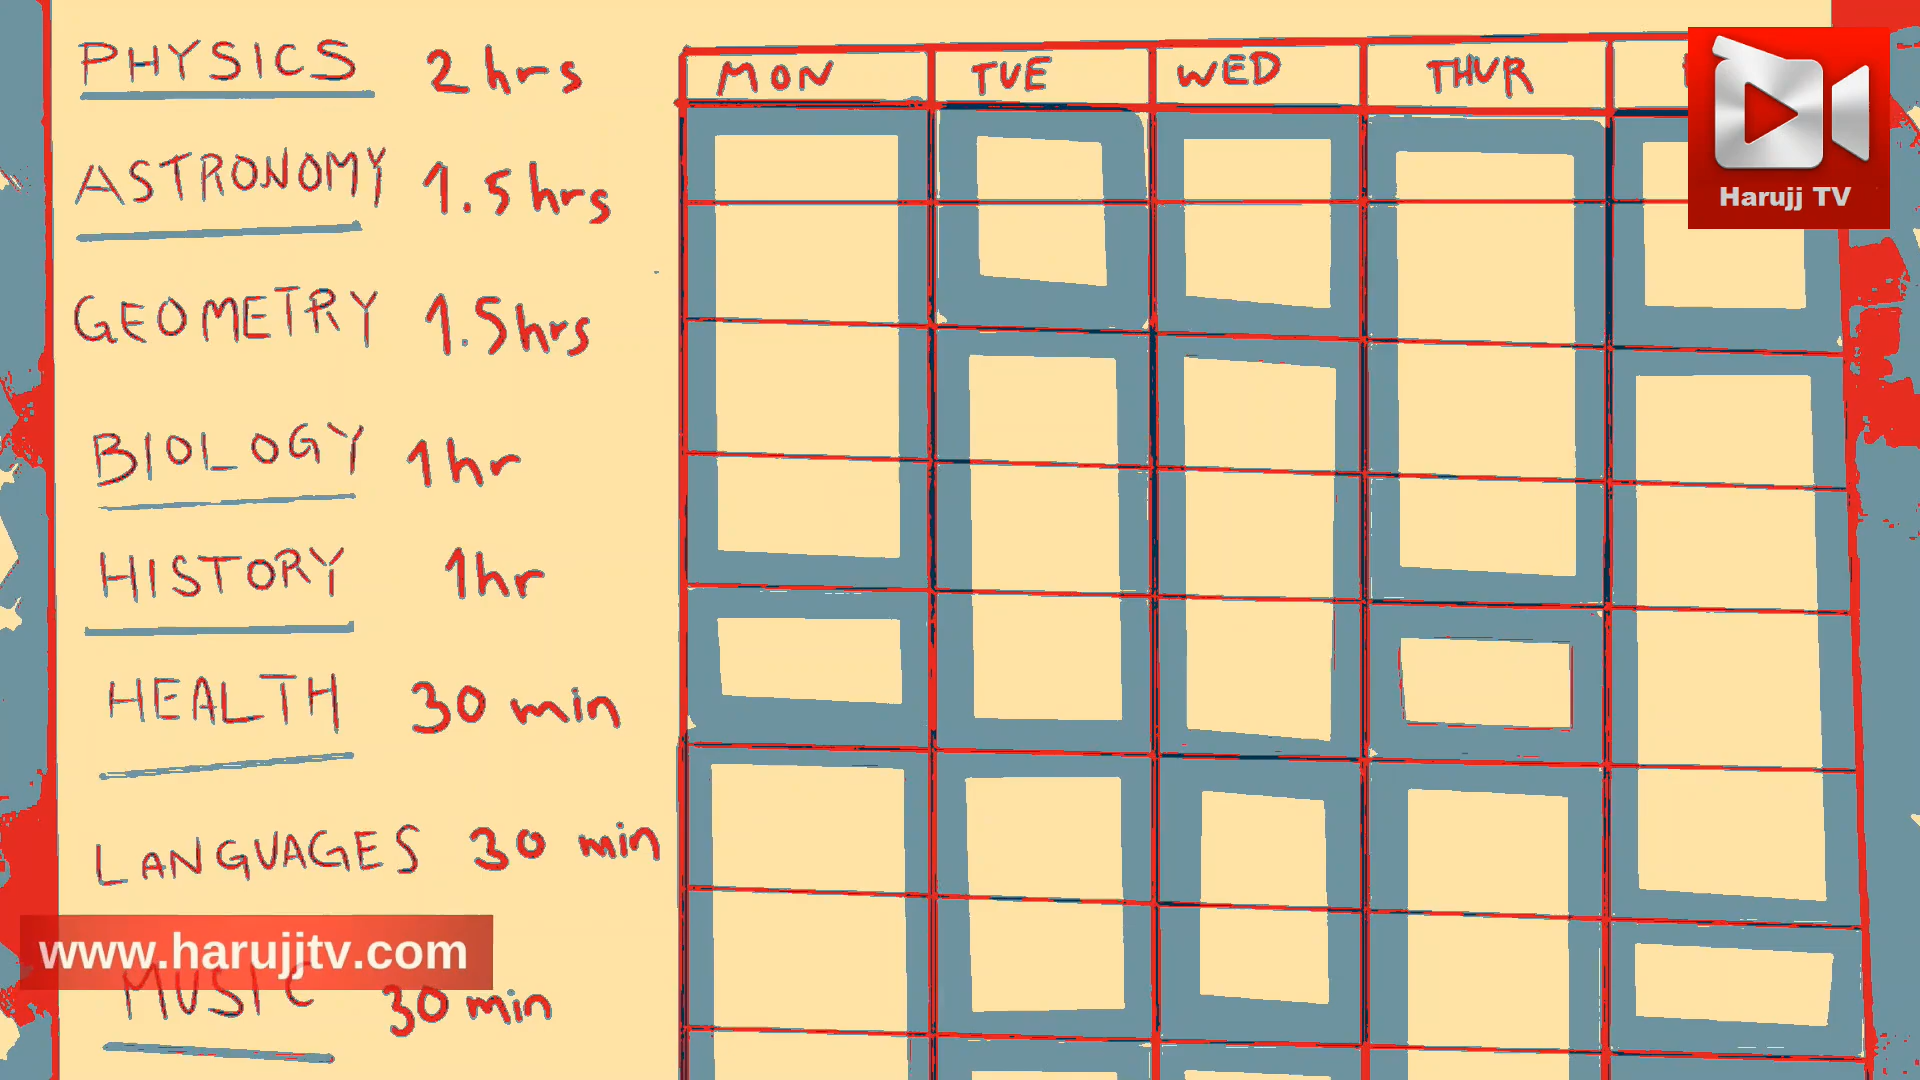 PHYSICS 2 hrs
ASTRONOMY 1.5 hrs
GEOMETRY 1.5 hrs
BIOLOGY 1 hr
HISTORY 1 hr
HEALTH 30 min
LANGUAGES 30 min
MUSIC 30 min
MON TUE WED THUR
Harujj TV
www.harujjtv.com